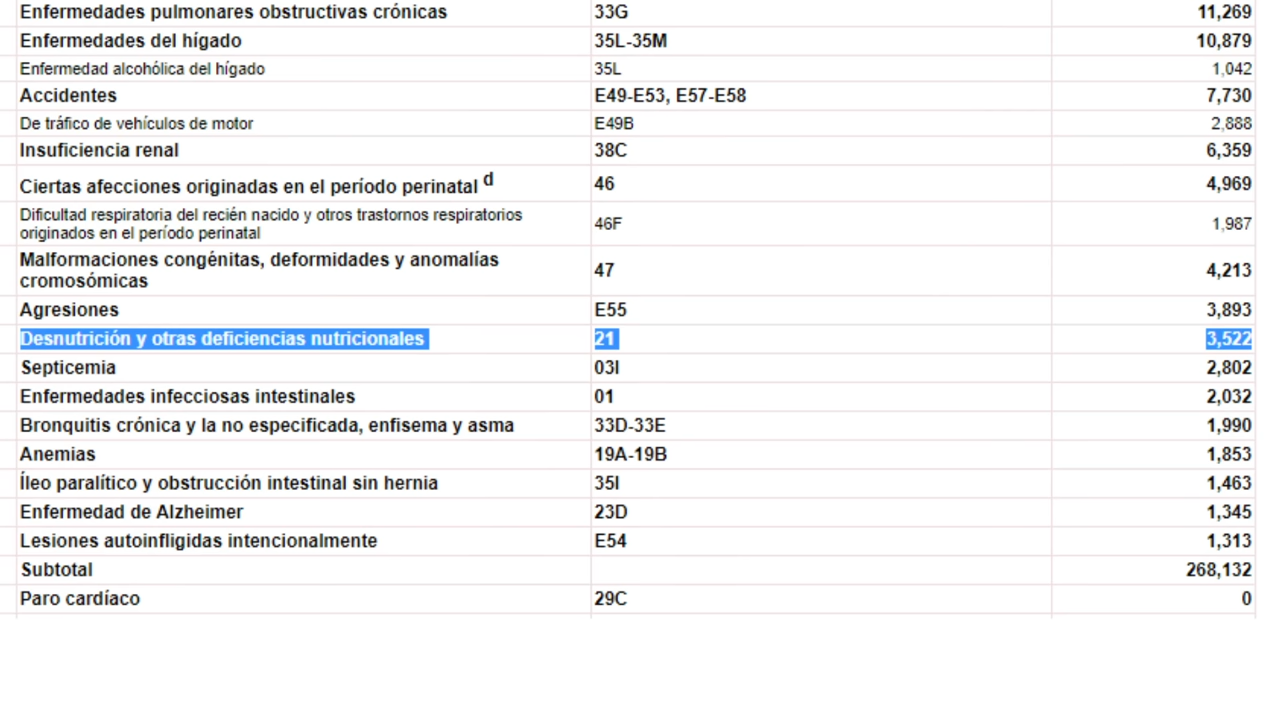 Enfermedades pulmonares obstructivas crónicas 33G 11,269
Enfermedades del hígado 35L-35M 10,879
Enfermedad alcohólica del hígado 35L 1,042
Accidentes E49-E53, E57-E58 7,730
De tráfico de vehículos de motor E49B 2,888
Insuficiencia renal 38C 6,359
Ciertas afecciones originadas en el período perinatal d 46 4,969
Dificultad respiratoria del recién nacido y otros trastornos respiratorios
originados en el período perinatal 46F 1,987
Malformaciones congénitas, deformidades y anomalías
cromosómicas 47 4,213
Agresiones E55 3,893
Desnutrición y otras deficiencias nutricionales 21 3,522
Septicemia 03I 2,802
Enfermedades infecciosas intestinales 01 2,032
Bronquitis crónica y la no especificada, enfisema y asma 33D-33E 1,990
Anemias 19A-19B 1,853
Íleo paralítico y obstrucción intestinal sin hernia 35I 1,463
Enfermedad de Alzheimer 23D 1,345
Lesiones autoinfligidas intencionalmente E54 1,313
Subtotal 268,132
Paro cardíaco 29C 0